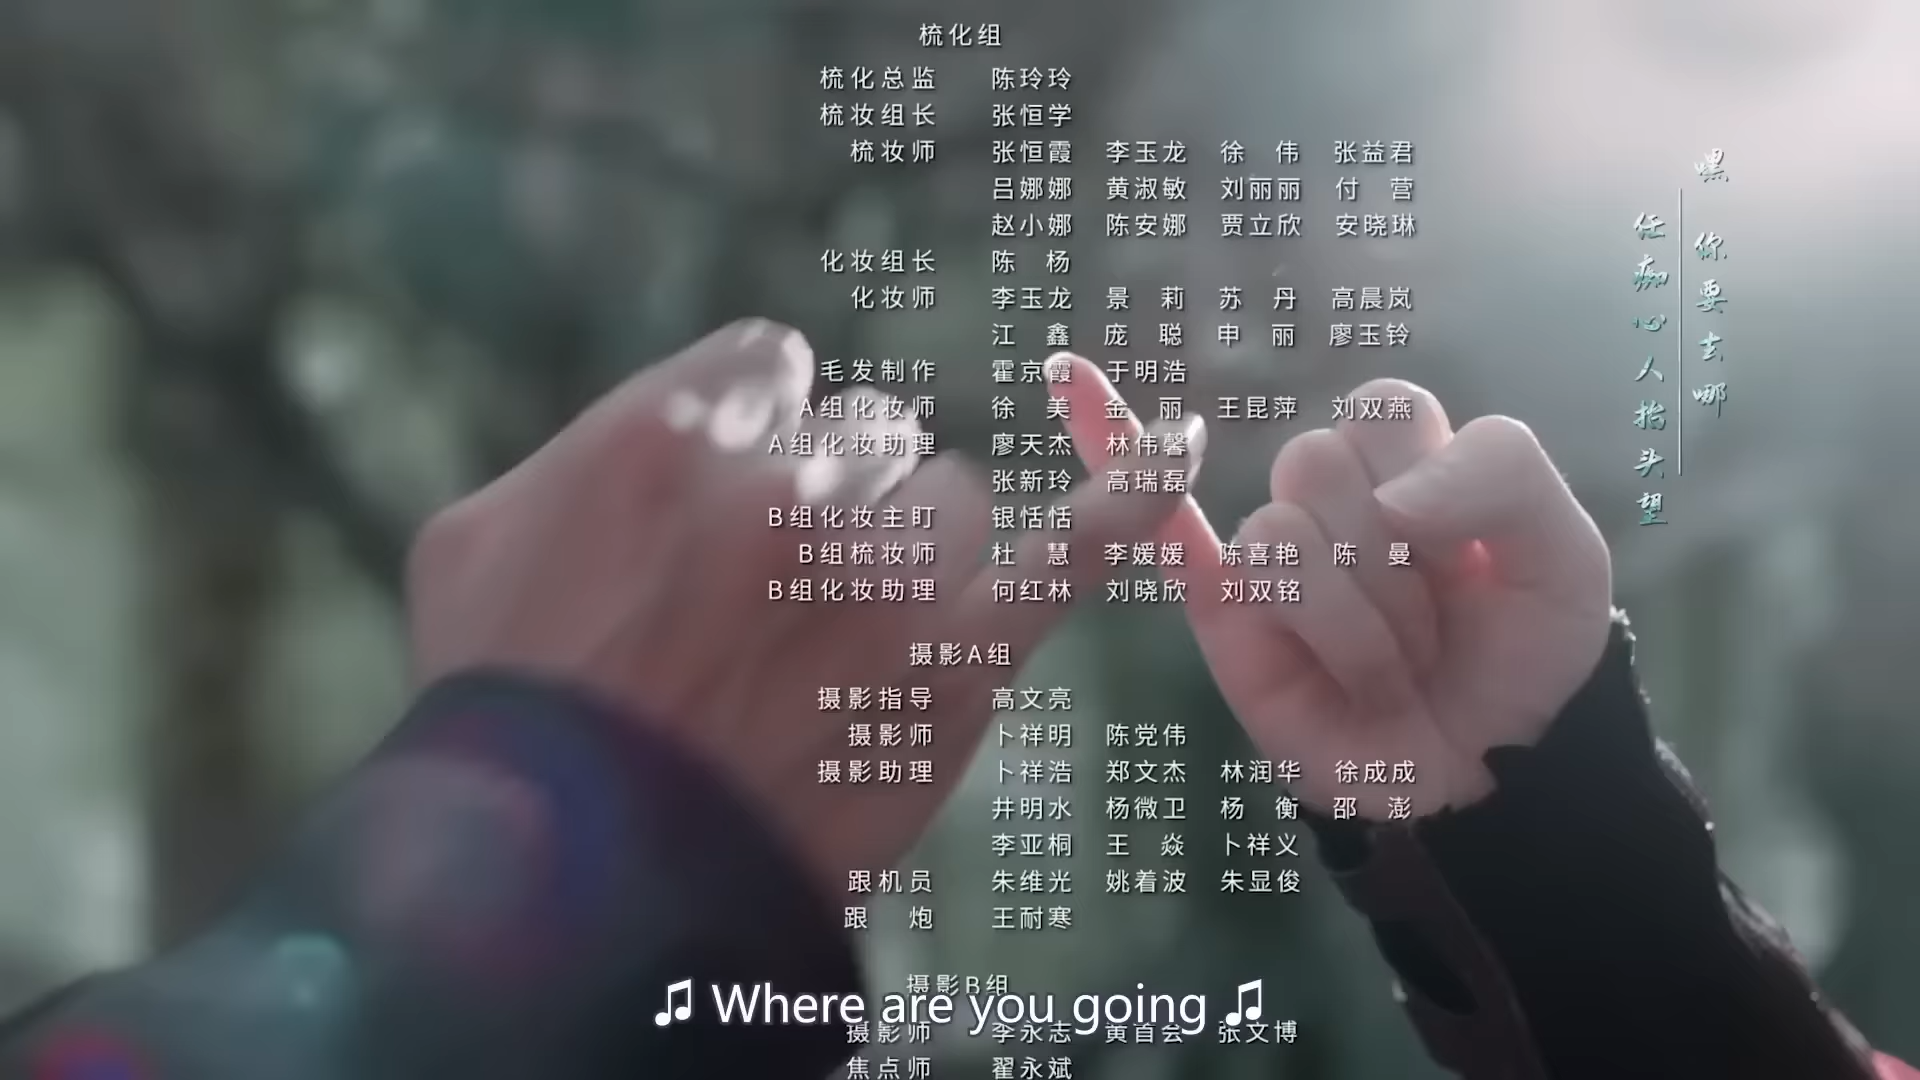 梳化组
梳化总监 陈玲玲
梳妆组长 张恒学
梳妆师 张恒霞 李玉龙 徐伟 张益君
吕娜娜 黄淑敏 刘丽丽 付营
赵小娜 陈安娜 贾立欣 安晓琳
化妆组长 陈杨
化妆师 李玉龙 景莉 苏丹 高晨岚
江鑫 庞聪 申丽 廖玉铃
毛发制作 霍京霞 于明浩
A组化妆师 徐美 金丽 王昆萍 刘双燕
A组化妆助理 廖天杰 林伟馨
张新玲 高瑞磊
B组化妆主盯 银恬恬
B组梳妆师 杜慧 李媛媛 陈喜艳 陈曼
B组化妆助理 何红林 刘晓欣 刘双铭
摄影A组
摄影指导 高文亮
摄影师 卜祥明 陈党伟
摄影助理 卜祥浩 郑文杰 林润华 徐成成
井明水 杨微卫 杨衡 邵澎
李亚桐 王焱 卜祥义
跟机员 朱维光 姚着波 朱显俊
跟炮 王耐寒
摄影B组
摄影师 李永志 黄首会 张文博
焦点师 翟永斌
嘿 你要去哪
任痴心人抬头望
♫ Where are you going ♫